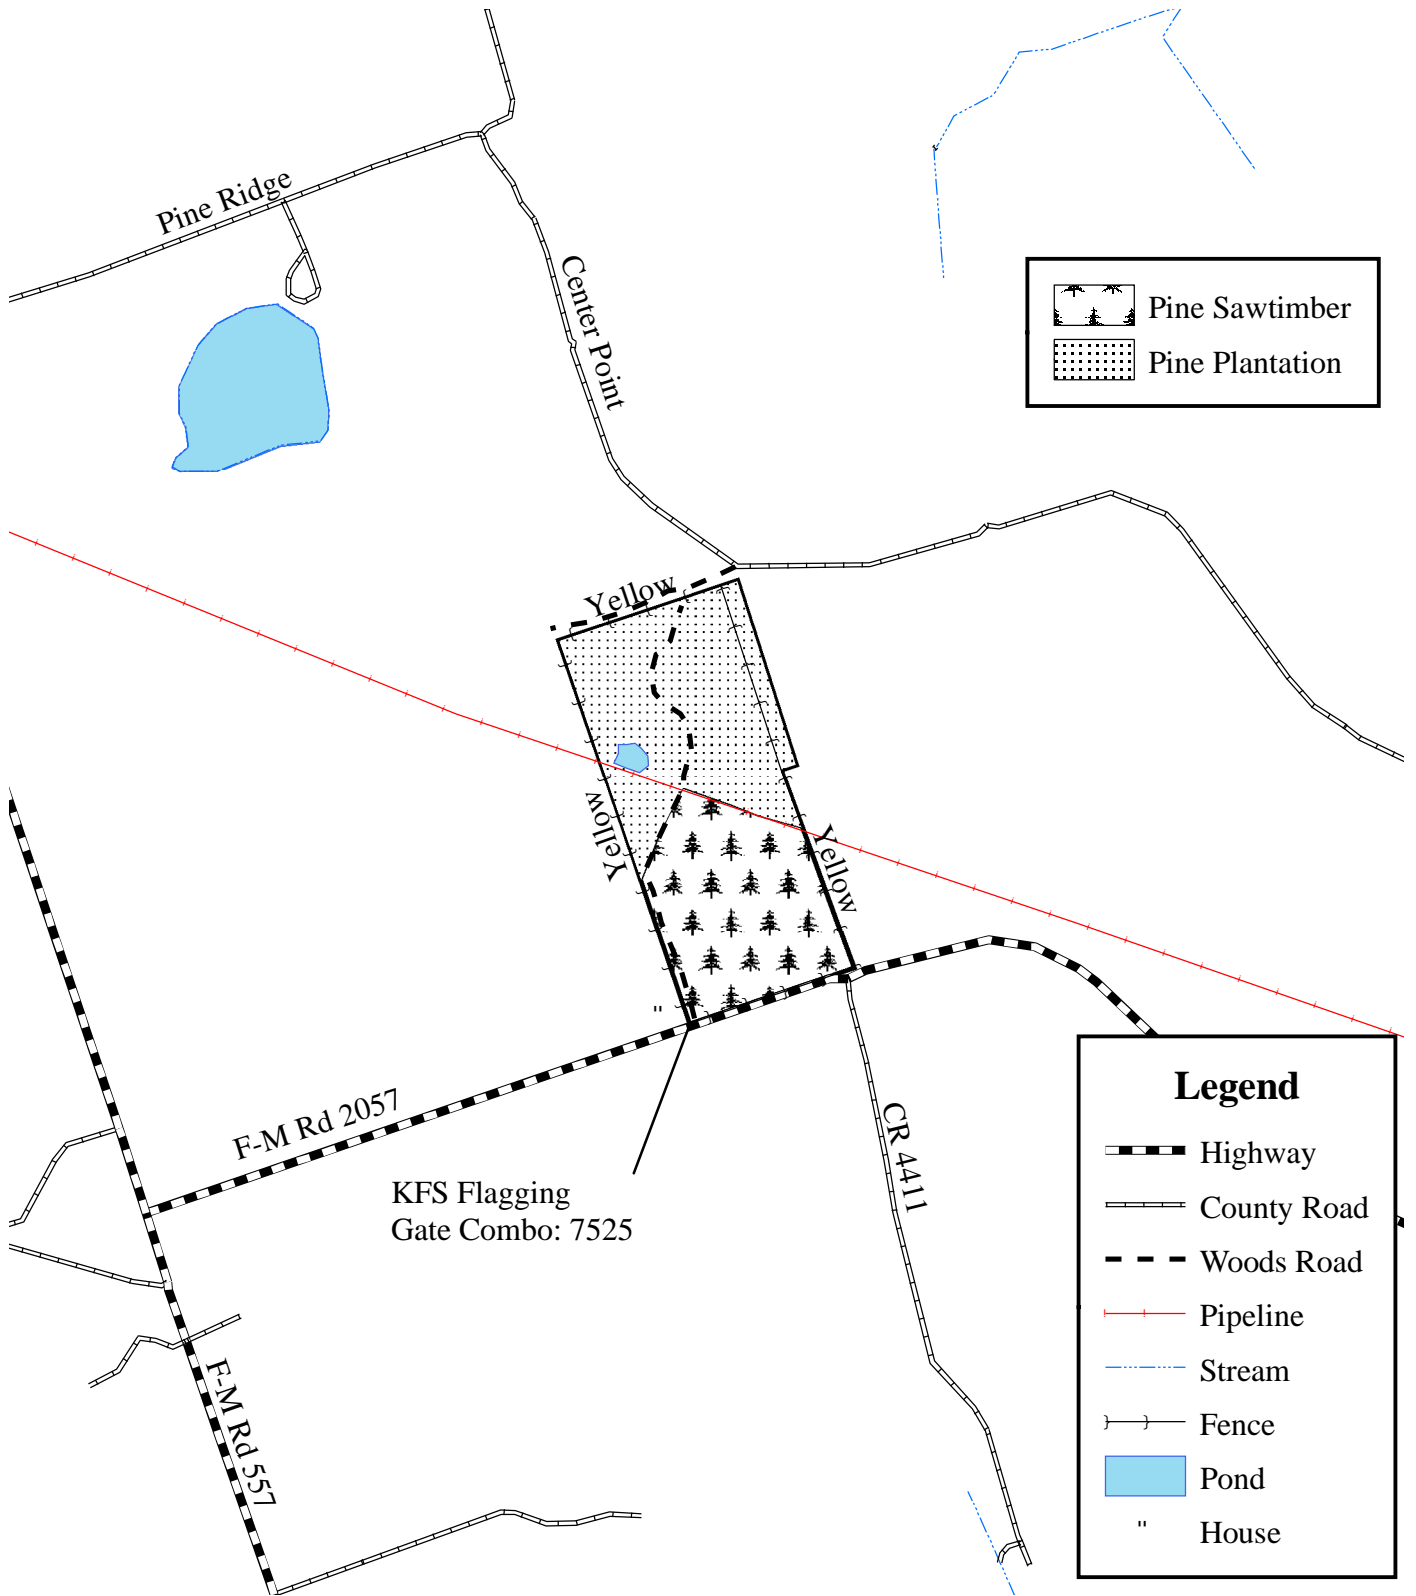 Pine Ridge
Center Point
Pine Sawtimber
Pine Plantation
Yellow
Yellow
Yellow
F-M Rd 2057
KFS Flagging
Gate Combo: 7525
CR 4411
F-M Rd 557
Legend
Highway
County Road
Woods Road
Pipeline
Stream
Fence
Pond
House